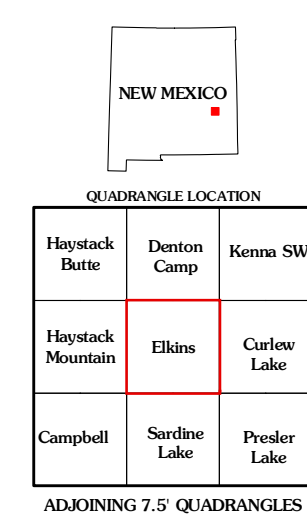 NEW MEXICO
QUADRANGLE LOCATION
Haystack
Butte
Denton
Camp
Kenna SW
Haystack
Mountain
Elkins
Curlew
Lake
Campbell
Sardine
Lake
Presler
Lake
ADJOINING 7.5' QUADRANGLES